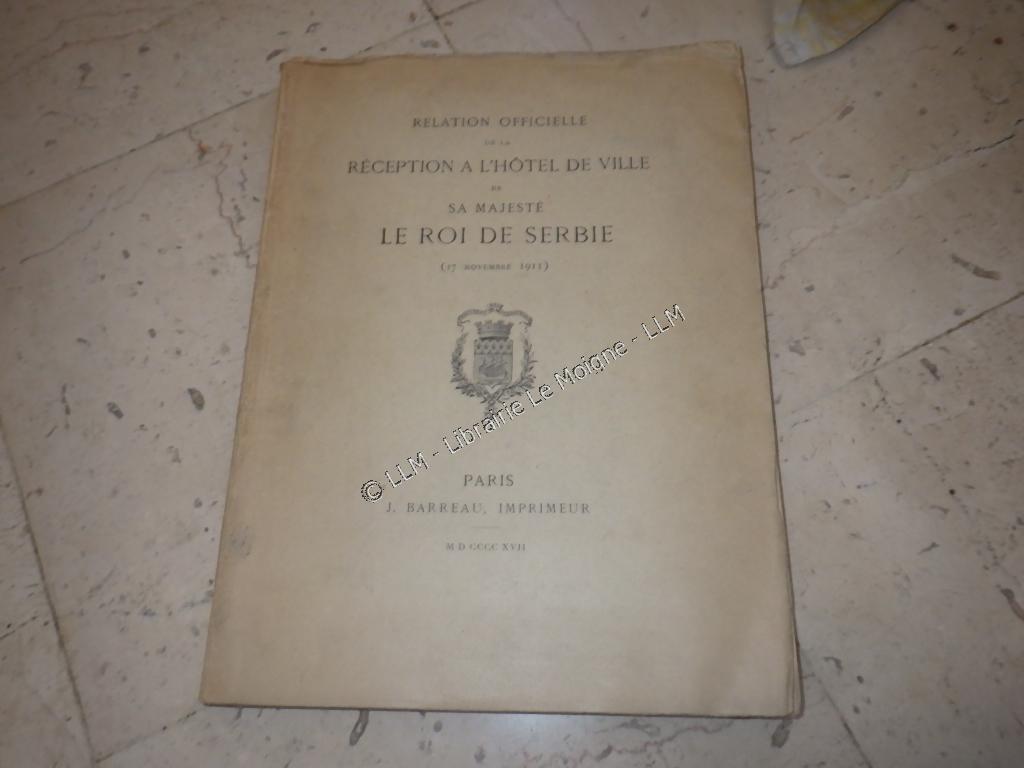 RELATION OFFICIELLE
DE LA
RÉCEPTION A L'HÔTEL DE VILLE
DE
SA MAJESTÉ
LE ROI DE SERBIE
(17 NOVEMBRE 1911)
© LLM - Librairie Le Moigne - LLM
PARIS
J. BARREAU, IMPRIMEUR
M D CCCC XVII